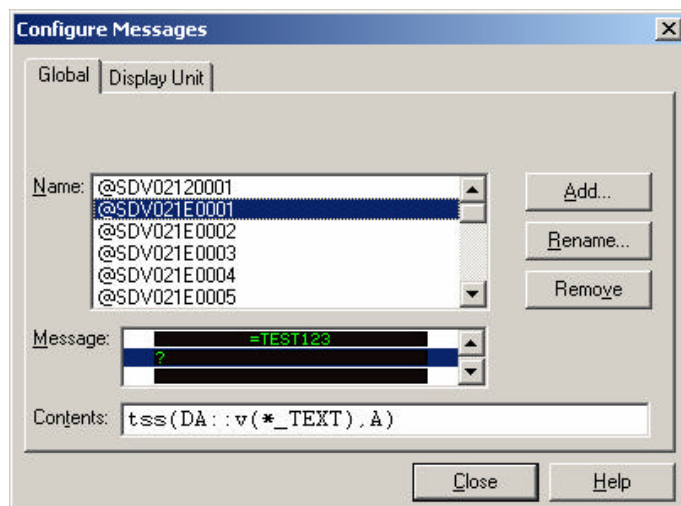 Configure Messages
Global
Display Unit
Name:
@SDV02120001
@SDV021E0001
@SDV021E0002
@SDV021E0003
@SDV021E0004
@SDV021E0005
Add...
Rename...
Remove
Message:
=TEST123
?
Contents:
tss(DA::v(*_TEXT),A)
Close
Help